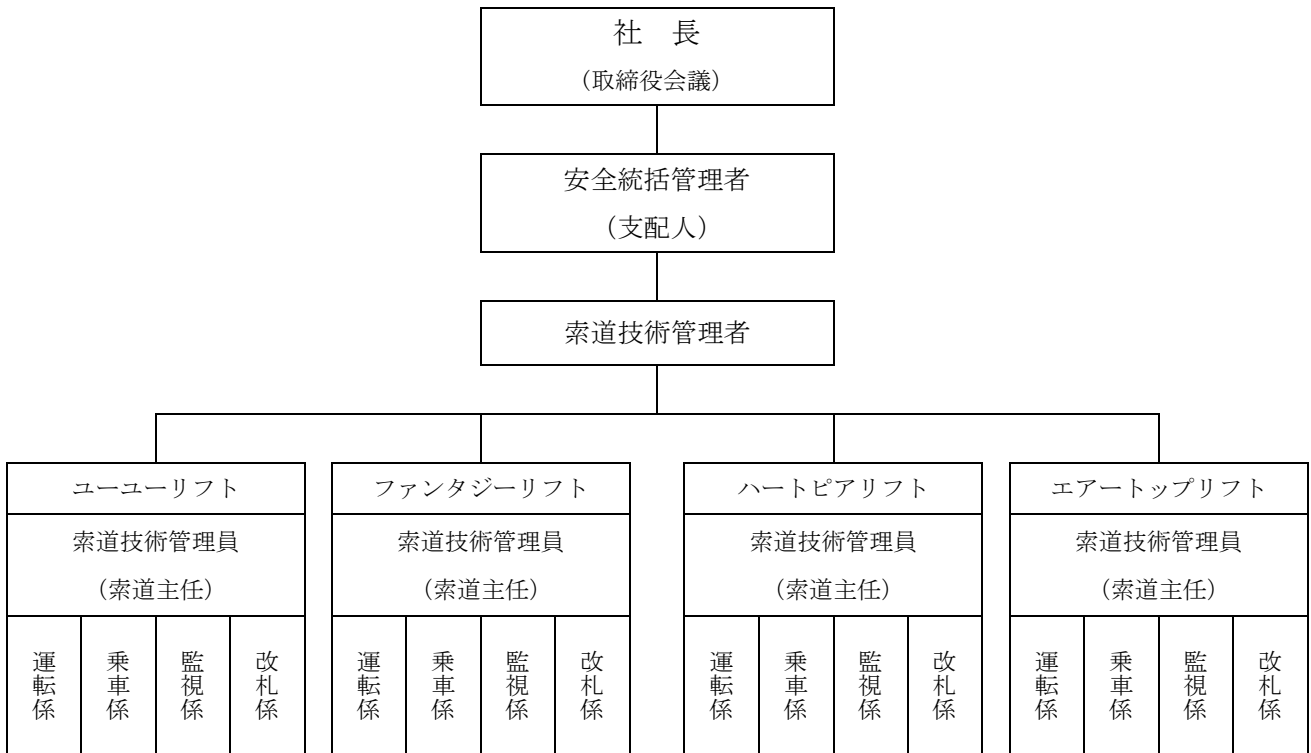 社　長
（取締役会議）
安全統括管理者
（支配人）
索道技術管理者
ユーユーリフト
索道技術管理員
（索道主任）
運転係
乗車係
監視係
改札係
ファンタジーリフト
索道技術管理員
（索道主任）
運転係
乗車係
監視係
改札係
ハートピアリフト
索道技術管理員
（索道主任）
運転係
乗車係
監視係
改札係
エアートップリフト
索道技術管理員
（索道主任）
運転係
乗車係
監視係
改札係